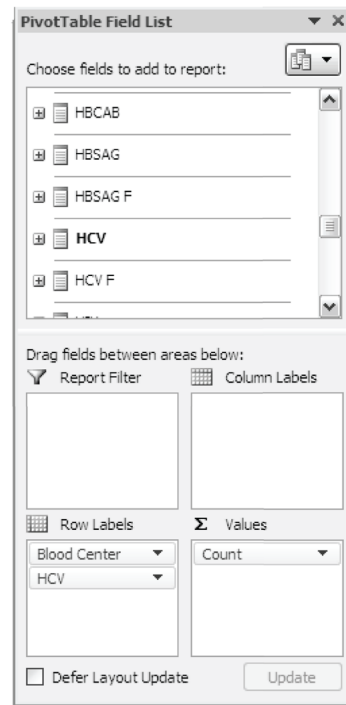 PivotTable Field List
Choose fields to add to report:
HBCAB
HBSAG
HBSAG F
HCV
HCV F
Drag fields between areas below:
Report Filter
Column Labels
Row Labels
Σ Values
Blood Center
Count
HCV
Defer Layout Update
Update